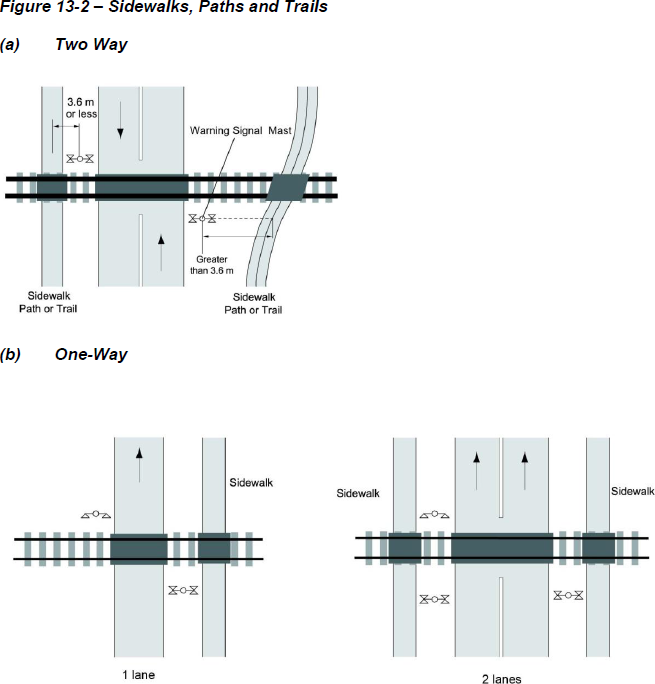 Figure 13-2 – Sidewalks, Paths and Trails
(a) Two Way
3.6 m
or less
Warning Signal Mast
Greater
than 3.6 m
Sidewalk
Path or Trail
Sidewalk
Path or Trail
(b) One-Way
Sidewalk
1 lane
Sidewalk
Sidewalk
2 lanes